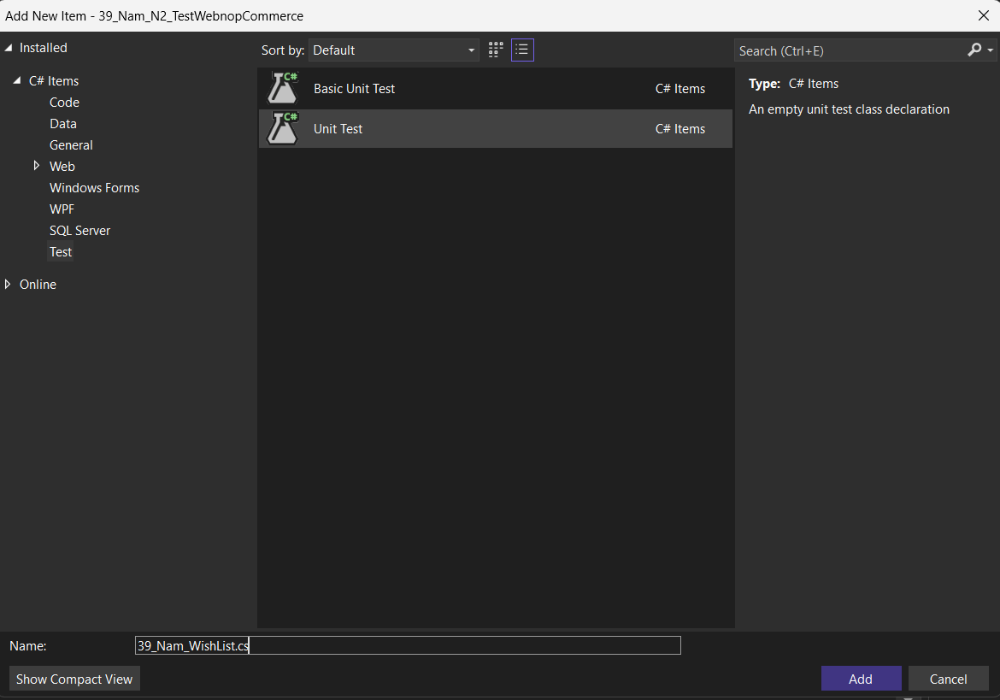 Add New Item - 39_Nam_N2_TestWebnopCommerce
Installed
Sort by: Default
Search (Ctrl+E)
C# Items
Code
Data
General
Web
Windows Forms
WPF
SQL Server
Test
Online
C#
Basic Unit Test C# Items
C#
Unit Test C# Items
Type: C# Items
An empty unit test class declaration
Name: 39_Nam_WishList.cs
Show Compact View
Add
Cancel